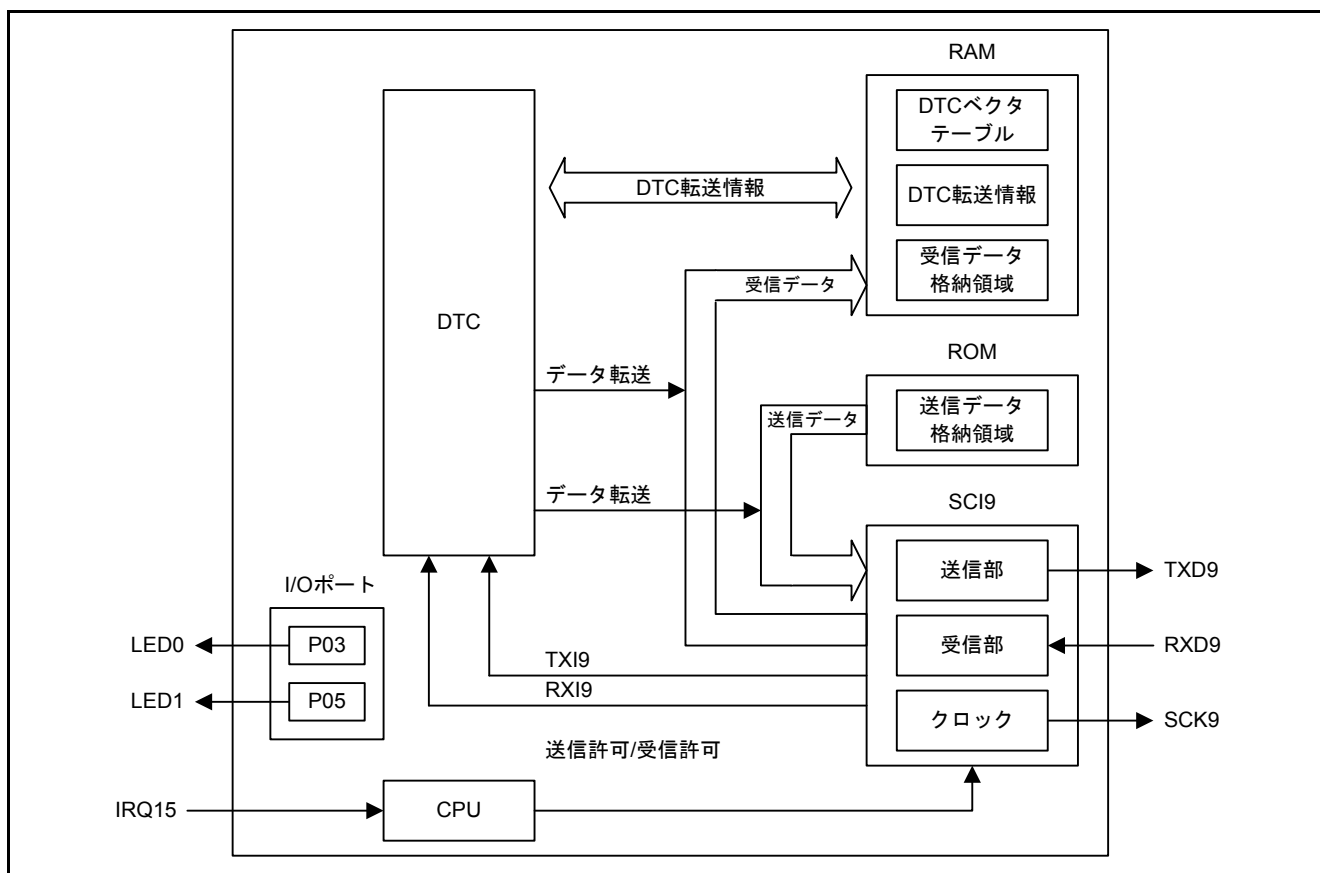 RAM
DTCベクタ
テーブル
DTC転送情報
DTC転送情報
受信データ
格納領域
受信データ
DTC
ROM
データ転送
送信データ
送信データ
格納領域
データ転送
SCI9
送信部
TXD9
I/Oポート
LED0
P03
受信部
RXD9
TXI9
RXI9
LED1
P05
クロック
SCK9
送信許可/受信許可
IRQ15
CPU